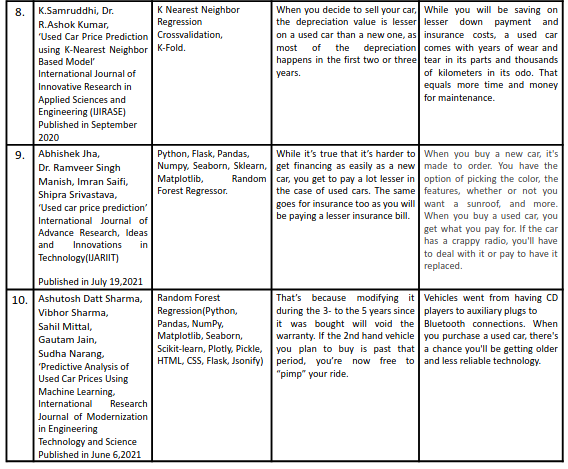 8.
K.Samruddhi, Dr.
R.Ashok Kumar,
‘Used Car Price Prediction
using K-Nearest Neighbor
Based Model’
International Journal of
Innovative Research in
Applied Sciences and
Engineering (IJIRASE)
Published in September
2020
K Nearest Neighbor
Regression
Crossvalidation,
K-Fold.
When you decide to sell your car,
the depreciation value is lesser
on a used car than a new one, as
most of the depreciation
happens in the first two or three
years.
While you will be saving on
lesser down payment and
insurance costs, a used car
comes with years of wear and
tear in its parts and thousands
of kilometers in its odo. That
equals more time and money
for maintenance.
9.
Abhishek Jha,
Dr. Ramveer Singh
Manish, Imran Saifi,
Shipra Srivastava,
‘Used car price prediction’
International Journal of
Advance Research, Ideas
and Innovations in
Technology(IJARIIT)
Published in July 19,2021
Python, Flask, Pandas,
Numpy, Seaborn, Sklearn,
Matplotlib, Random
Forest Regressor.
While it’s true that it’s harder to
get financing as easily as a new
car, you get to pay a lot lesser in
the case of used cars. The same
goes for insurance too as you will
be paying a lesser insurance bill.
When you buy a new car, it's
made to order. You have the
option of picking the color, the
features, whether or not you
want a sunroof, and more.
When you buy a used car, you
get what you pay for. If the car
has a crappy radio, you'll have
to deal with it or pay to have it
replaced.
10.
Ashutosh Datt Sharma,
Vibhor Sharma,
Sahil Mittal,
Gautam Jain,
Sudha Narang,
‘Predictive Analysis of
Used Car Prices Using
Machine Learning,
International Research
Journal of Modernization
in Engineering
Technology and Science
Published in June 6,2021
Random Forest
Regression(Python,
Pandas, NumPy,
Matplotlib, Seaborn,
Scikit-learn, Plotly, Pickle,
HTML, CSS, Flask, Jsonify)
That’s because modifying it
during the 3- to the 5 years since
it was bought will void the
warranty. If the 2nd hand vehicle
you plan to buy is past that
period, you’re now free to
“pimp” your ride.
Vehicles went from having CD
players to auxiliary plugs to
Bluetooth connections. When
you purchase a used car, there's
a chance you'll be getting older
and less reliable technology.